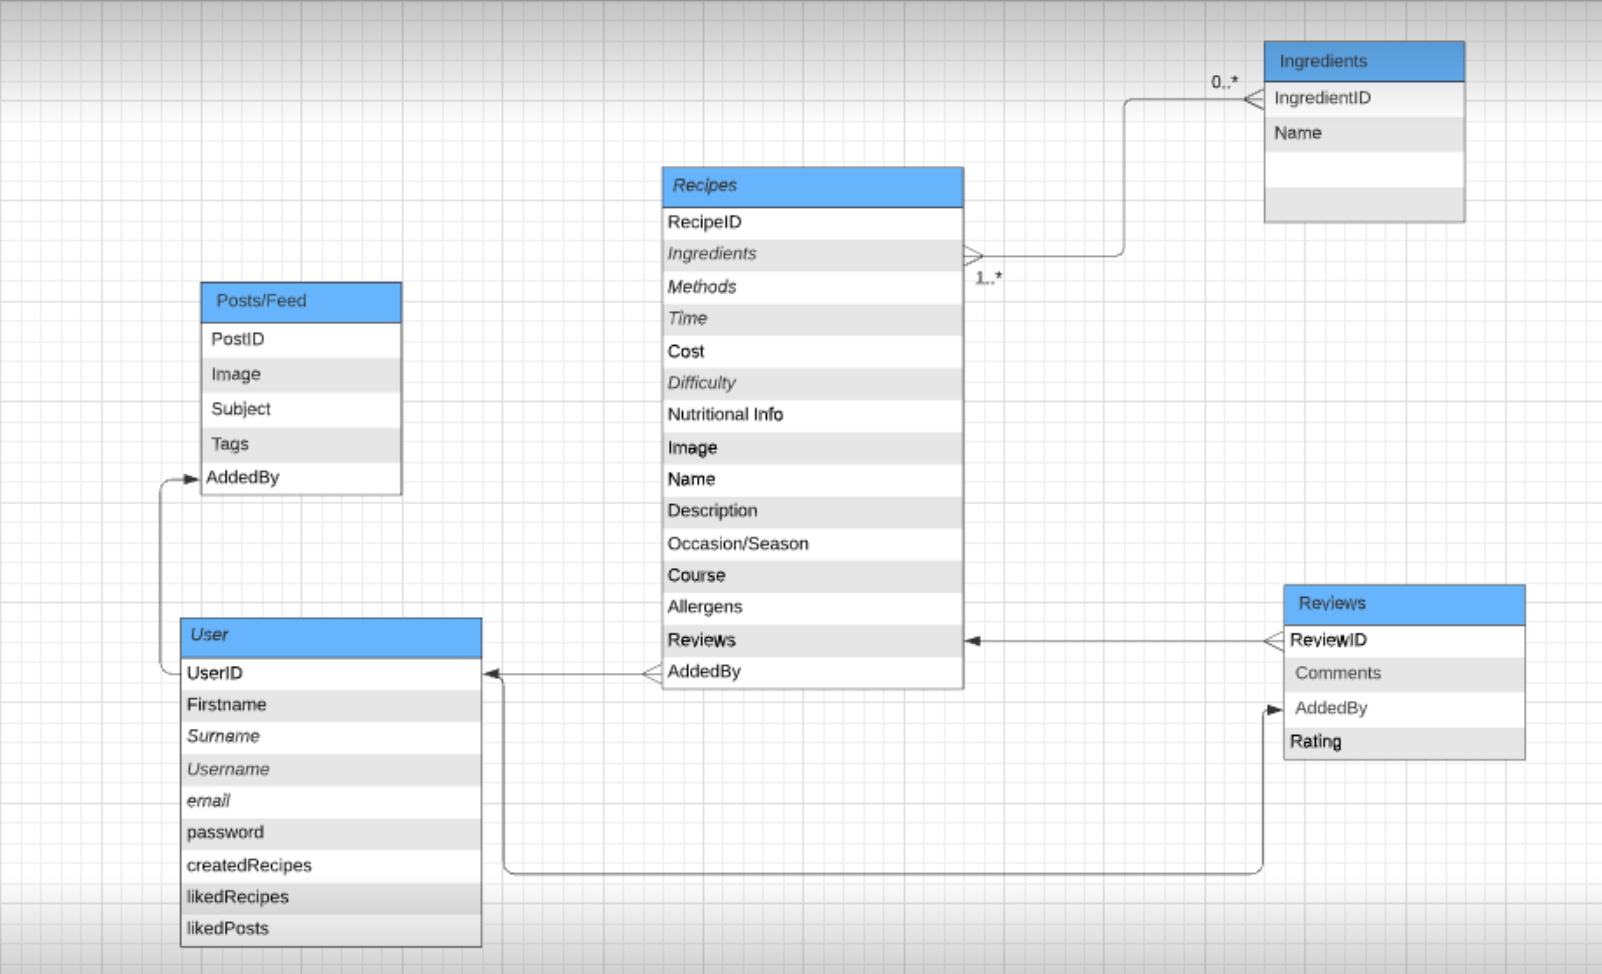 Ingredients
0..*
IngredientID
Name
Recipes
RecipeID
Ingredients
1..*
Methods
Time
Cost
Difficulty
Nutritional Info
Image
Name
Description
Occasion/Season
Course
Allergens
Reviews
AddedBy
Posts/Feed
PostID
Image
Subject
Tags
AddedBy
User
UserID
Firstname
Surname
Username
email
password
createdRecipes
likedRecipes
likedPosts
Reviews
ReviewID
Comments
AddedBy
Rating